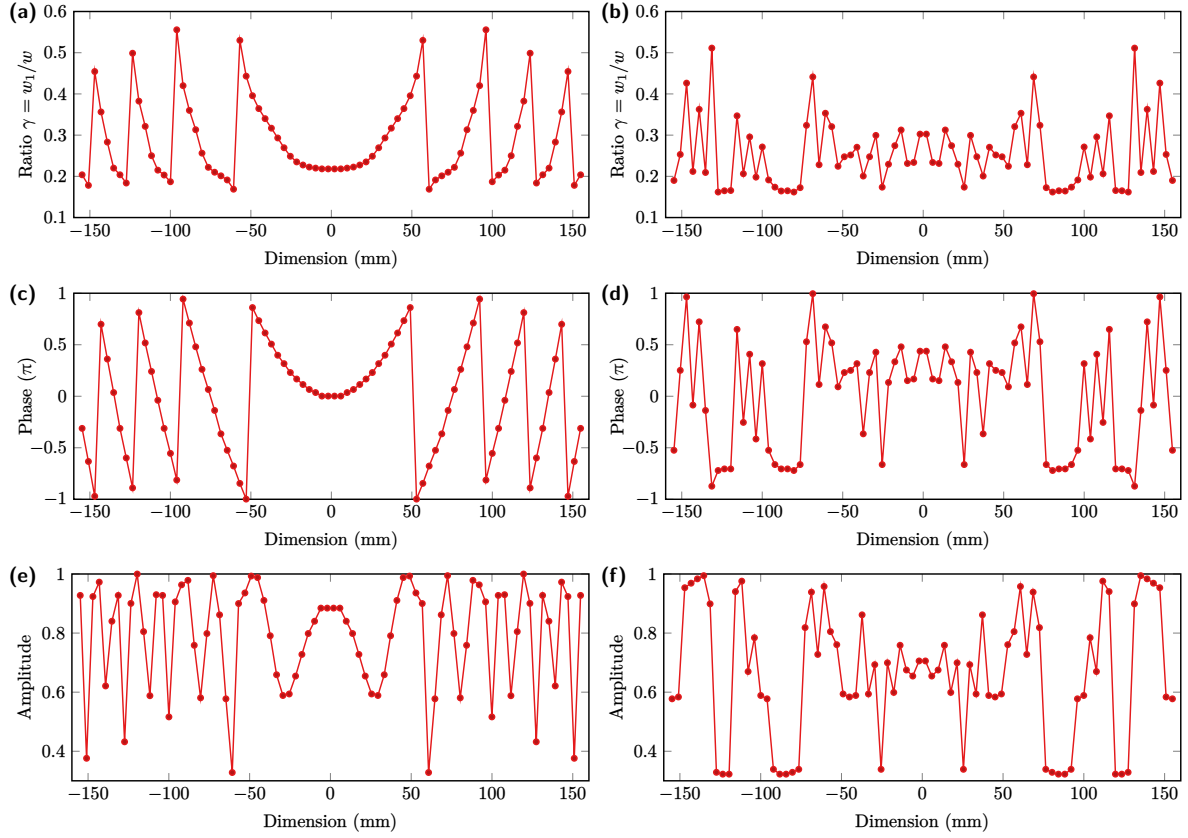 (a)
0.6
0.5
0.4
0.3
0.2
0.1
Ratio γ = w₁/w
−150 −100 −50 0 50 100 150
Dimension (mm)
(b)
0.6
0.5
0.4
0.3
0.2
0.1
Ratio γ = w₁/w
−150 −100 −50 0 50 100 150
Dimension (mm)
(c)
1
0.5
0
−0.5
−1
Phase (π)
−150 −100 −50 0 50 100 150
Dimension (mm)
(d)
1
0.5
0
−0.5
−1
Phase (π)
−150 −100 −50 0 50 100 150
Dimension (mm)
(e)
1
0.8
0.6
0.4
Amplitude
−150 −100 −50 0 50 100 150
Dimension (mm)
(f)
1
0.8
0.6
0.4
Amplitude
−150 −100 −50 0 50 100 150
Dimension (mm)